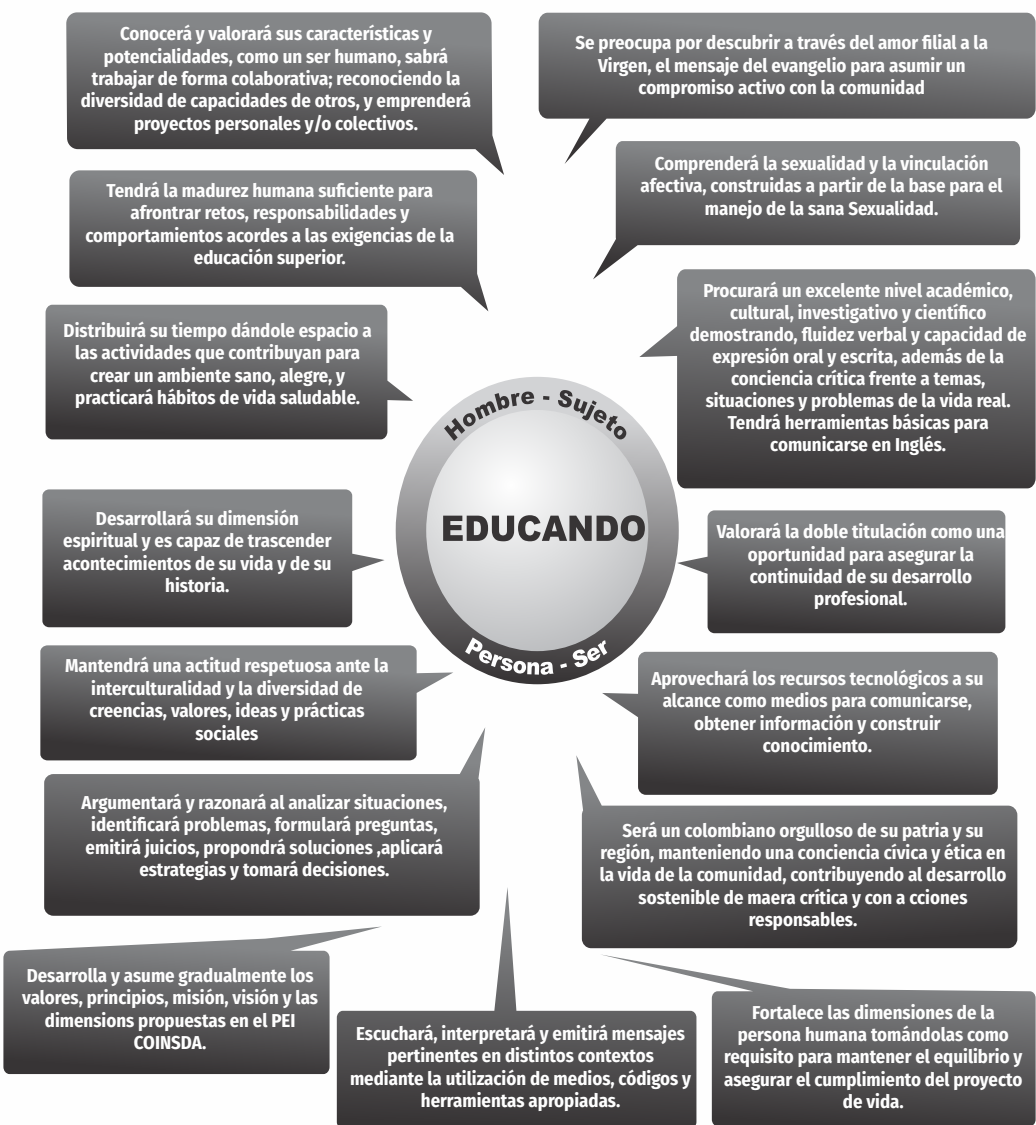 Conocerá y valorará sus características y
potencialidades, como un ser humano, sabrá
trabajar de forma colaborativa; reconociendo la
diversidad de capacidades de otros, y emprenderá
proyectos personales y/o colectivos.
Se preocupa por descubrir a través del amor filial a la
Virgen, el mensaje del evangelio para asumir un
compromiso activo con la comunidad
Tendrá la madurez humana suficiente para
afrontrar retos, responsabilidades y
comportamientos acordes a las exigencias de la
educación superior.
Comprenderá la sexualidad y la vinculación
afectiva, construidas a partir de la base para el
manejo de la sana Sexualidad.
Distribuirá su tiempo dándole espacio a
las actividades que contribuyan para
crear un ambiente sano, alegre, y
practicará hábitos de vida saludable.
Procurará un excelente nivel académico,
cultural, investigativo y científico
demostrando, fluidez verbal y capacidad de
expresión oral y escrita, además de la
conciencia crítica frente a temas,
situaciones y problemas de la vida real.
Tendrá herramientas básicas para
comunicarse en Inglés.
Hombre - Sujeto
EDUCANDO
Persona - Ser
Desarrollará su dimensión
espiritual y es capaz de trascender
acontecimientos de su vida y de su
historia.
Valorará la doble titulación como una
oportunidad para asegurar la
continuidad de su desarrollo
profesional.
Mantendrá una actitud respetuosa ante la
interculturalidad y la diversidad de
creencias, valores, ideas y prácticas
sociales
Aprovechará los recursos tecnológicos a su
alcance como medios para comunicarse,
obtener información y construir
conocimiento.
Argumentará y razonará al analizar situaciones,
identificará problemas, formulará preguntas,
emitirá juicios, propondrá soluciones ,aplicará
estrategias y tomará decisiones.
Será un colombiano orgulloso de su patria y su
región, manteniendo una conciencia cívica y ética en
la vida de la comunidad, contribuyendo al desarrollo
sostenible de maera crítica y con a cciones
responsables.
Desarrolla y asume gradualmente los
valores, principios, misión, visión y las
dimensions propuestas en el PEI
COINSDA.
Escuchará, interpretará y emitirá mensajes
pertinentes en distintos contextos
mediante la utilización de medios, códigos y
herramientas apropiadas.
Fortalece las dimensiones de la
persona humana tomándolas como
requisito para mantener el equilibrio y
asegurar el cumplimiento del proyecto
de vida.